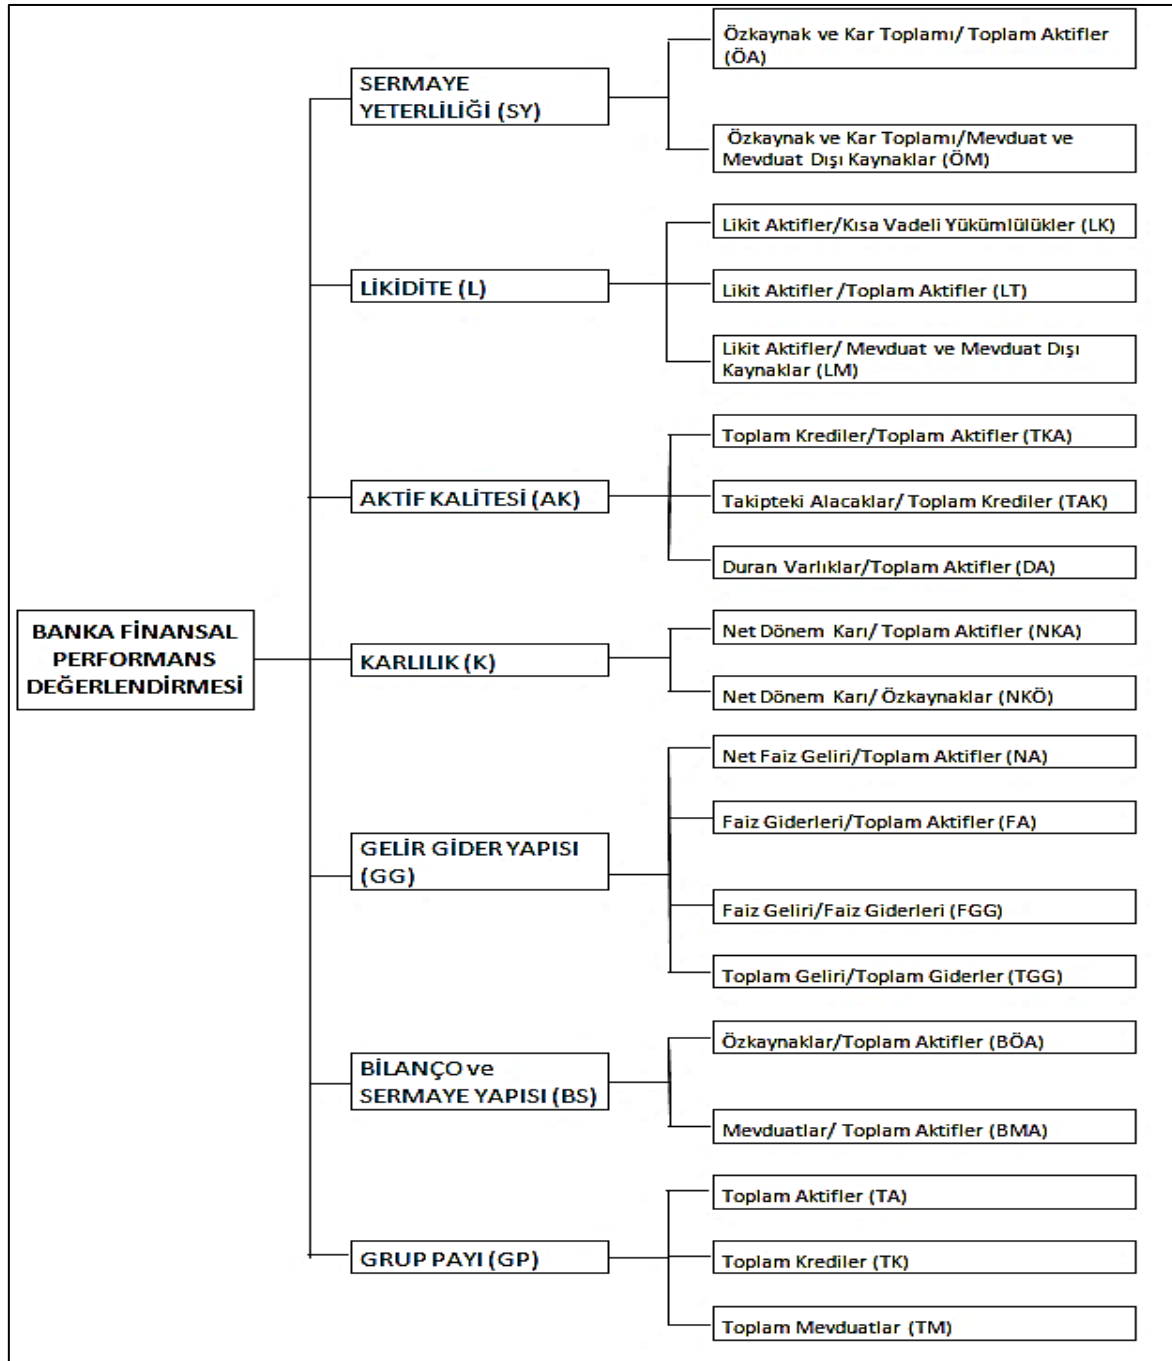 BANKA FİNANSAL
PERFORMANS
DEĞERLENDİRMESİ
SERMAYE
YETERLİLİĞİ (SY)
Özkaynak ve Kar Toplamı/ Toplam Aktifler
(ÖA)
Özkaynak ve Kar Toplamı/Mevduat ve
Mevduat Dışı Kaynaklar (ÖM)
LİKİDİTE (L)
Likit Aktifler/Kısa Vadeli Yükümlülükler (LK)
Likit Aktifler /Toplam Aktifler (LT)
Likit Aktifler/ Mevduat ve Mevduat Dışı
Kaynaklar (LM)
AKTİF KALİTESİ (AK)
Toplam Krediler/Toplam Aktifler (TKA)
Takipteki Alacaklar/ Toplam Krediler (TAK)
Duran Varlıklar/Toplam Aktifler (DA)
KARLILIK (K)
Net Dönem Karı/ Toplam Aktifler (NKA)
Net Dönem Karı/ Özkaynaklar (NKÖ)
GELİR GİDER YAPISI
(GG)
Net Faiz Geliri/Toplam Aktifler (NA)
Faiz Giderleri/Toplam Aktifler (FA)
Faiz Geliri/Faiz Giderleri (FGG)
Toplam Geliri/Toplam Giderler (TGG)
BİLANÇO ve
SERMAYE YAPISI (BS)
Özkaynaklar/Toplam Aktifler (BÖA)
Mevduatlar/ Toplam Aktifler (BMA)
GRUP PAYI (GP)
Toplam Aktifler (TA)
Toplam Krediler (TK)
Toplam Mevduatlar (TM)